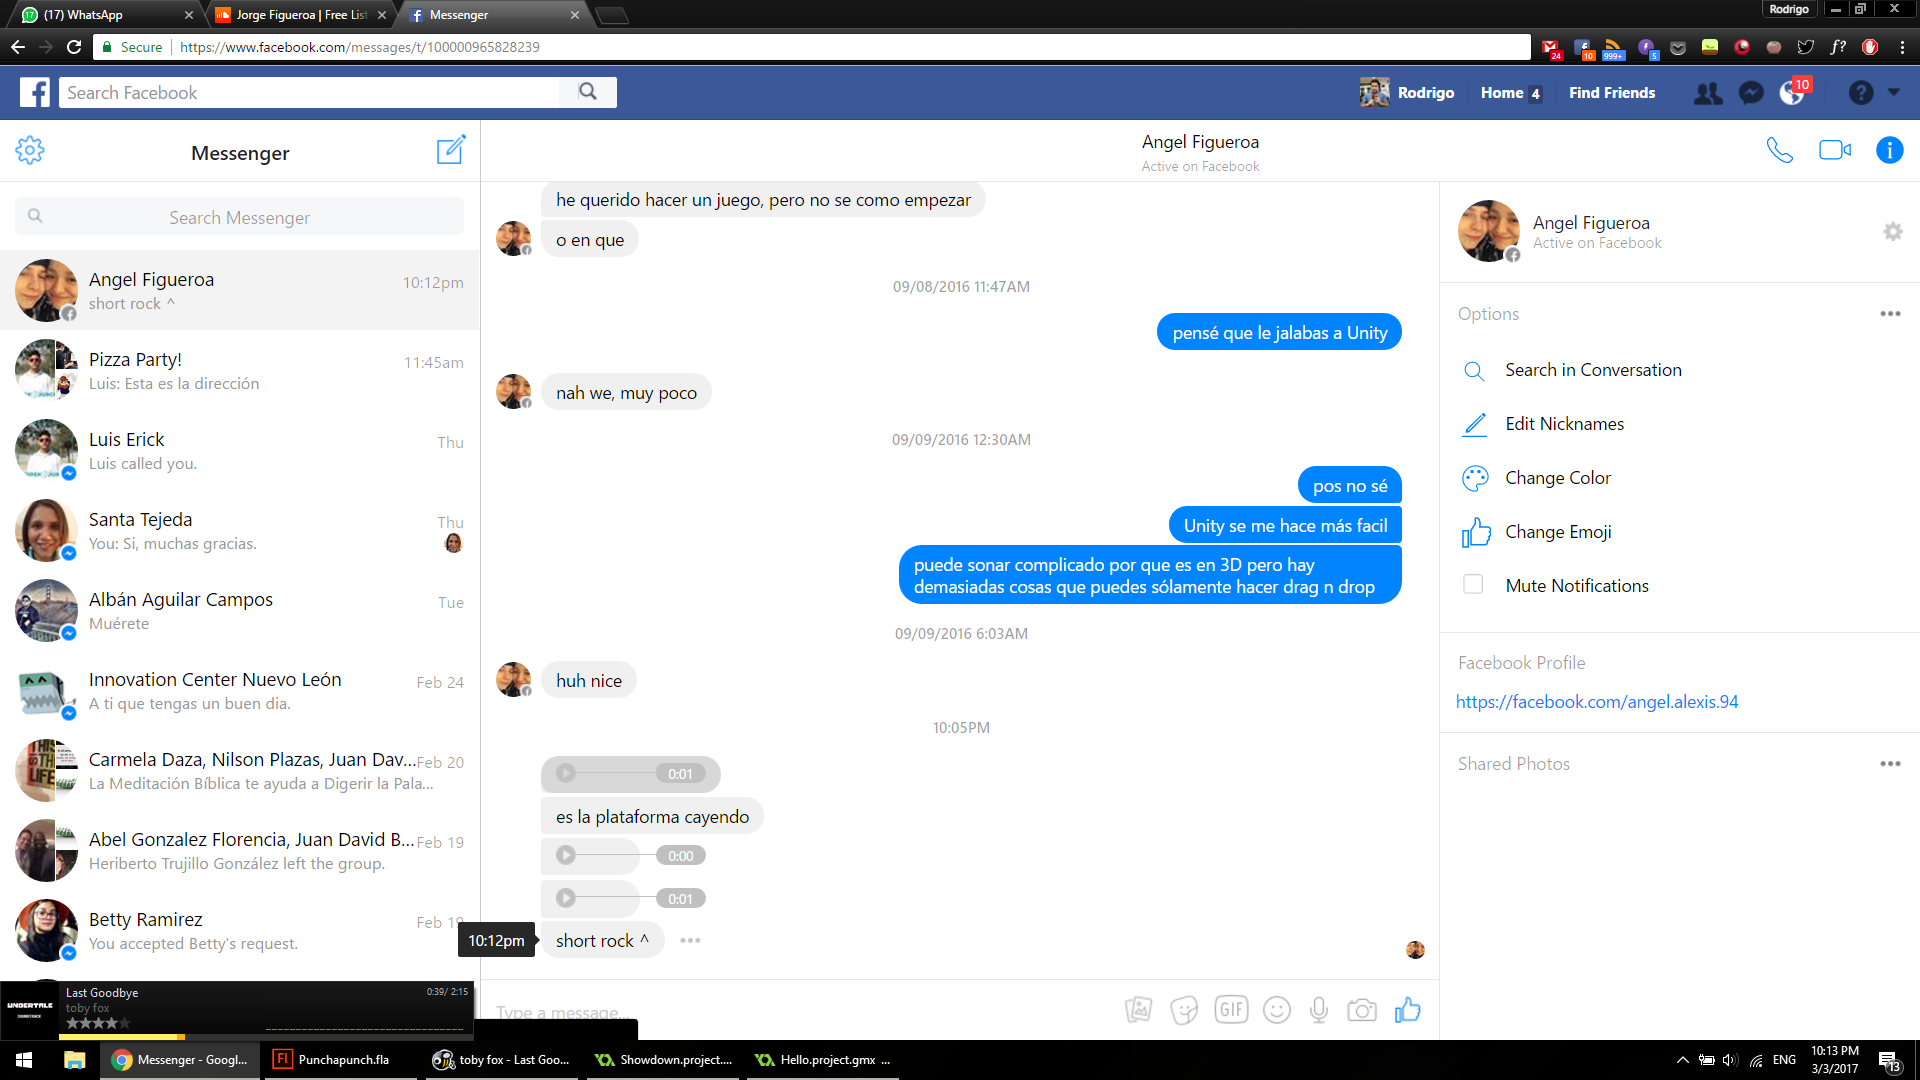 (17) WhatsApp
Jorge Figueroa | Free List
Messenger
Rodrigo
Secure
https://www.facebook.com/messages/t/100000965828239
24
10
999+
5
f?
Search Facebook
Rodrigo
Home 4
Find Friends
10
Messenger
Search Messenger
Angel Figueroa
10:12pm
short rock ^
Pizza Party!
11:45am
Luis: Esta es la dirección
Luis Erick
Thu
Luis called you.
Santa Tejeda
Thu
You: Si, muchas gracias.
Albán Aguilar Campos
Tue
Muérete
Innovation Center Nuevo León
Feb 24
A ti que tengas un buen dia.
Carmela Daza, Nilson Plazas, Juan Dav...
Feb 20
La Meditación Bíblica te ayuda a Digerir la Pala...
Abel Gonzalez Florencia, Juan David B...
Feb 19
Heriberto Trujillo González left the group.
Betty Ramirez
Feb 19
You accepted Betty's request.
Angel Figueroa
Active on Facebook
he querido hacer un juego, pero no se como empezar
o en que
09/08/2016 11:47AM
pensé que le jalabas a Unity
nah we, muy poco
09/09/2016 12:30AM
pos no sé
Unity se me hace más facil
puede sonar complicado por que es en 3D pero hay
demasiadas cosas que puedes sólamente hacer drag n drop
09/09/2016 6:03AM
huh nice
10:05PM
0:01
es la plataforma cayendo
0:00
0:01
10:12pm
short rock ^
Type a message...
GIF
Angel Figueroa
Active on Facebook
Options
Search in Conversation
Edit Nicknames
Change Color
Change Emoji
Mute Notifications
Facebook Profile
https://facebook.com/angel.alexis.94
Shared Photos
UNDERTALE
SOUNDTRACK
Last Goodbye
0:39/ 2:15
toby fox
Messenger - Googl...
Fl
Punchapunch.fla
toby fox - Last Goo...
Showdown.project....
Hello.project.gmx ...
ENG
10:13 PM
3/3/2017
13